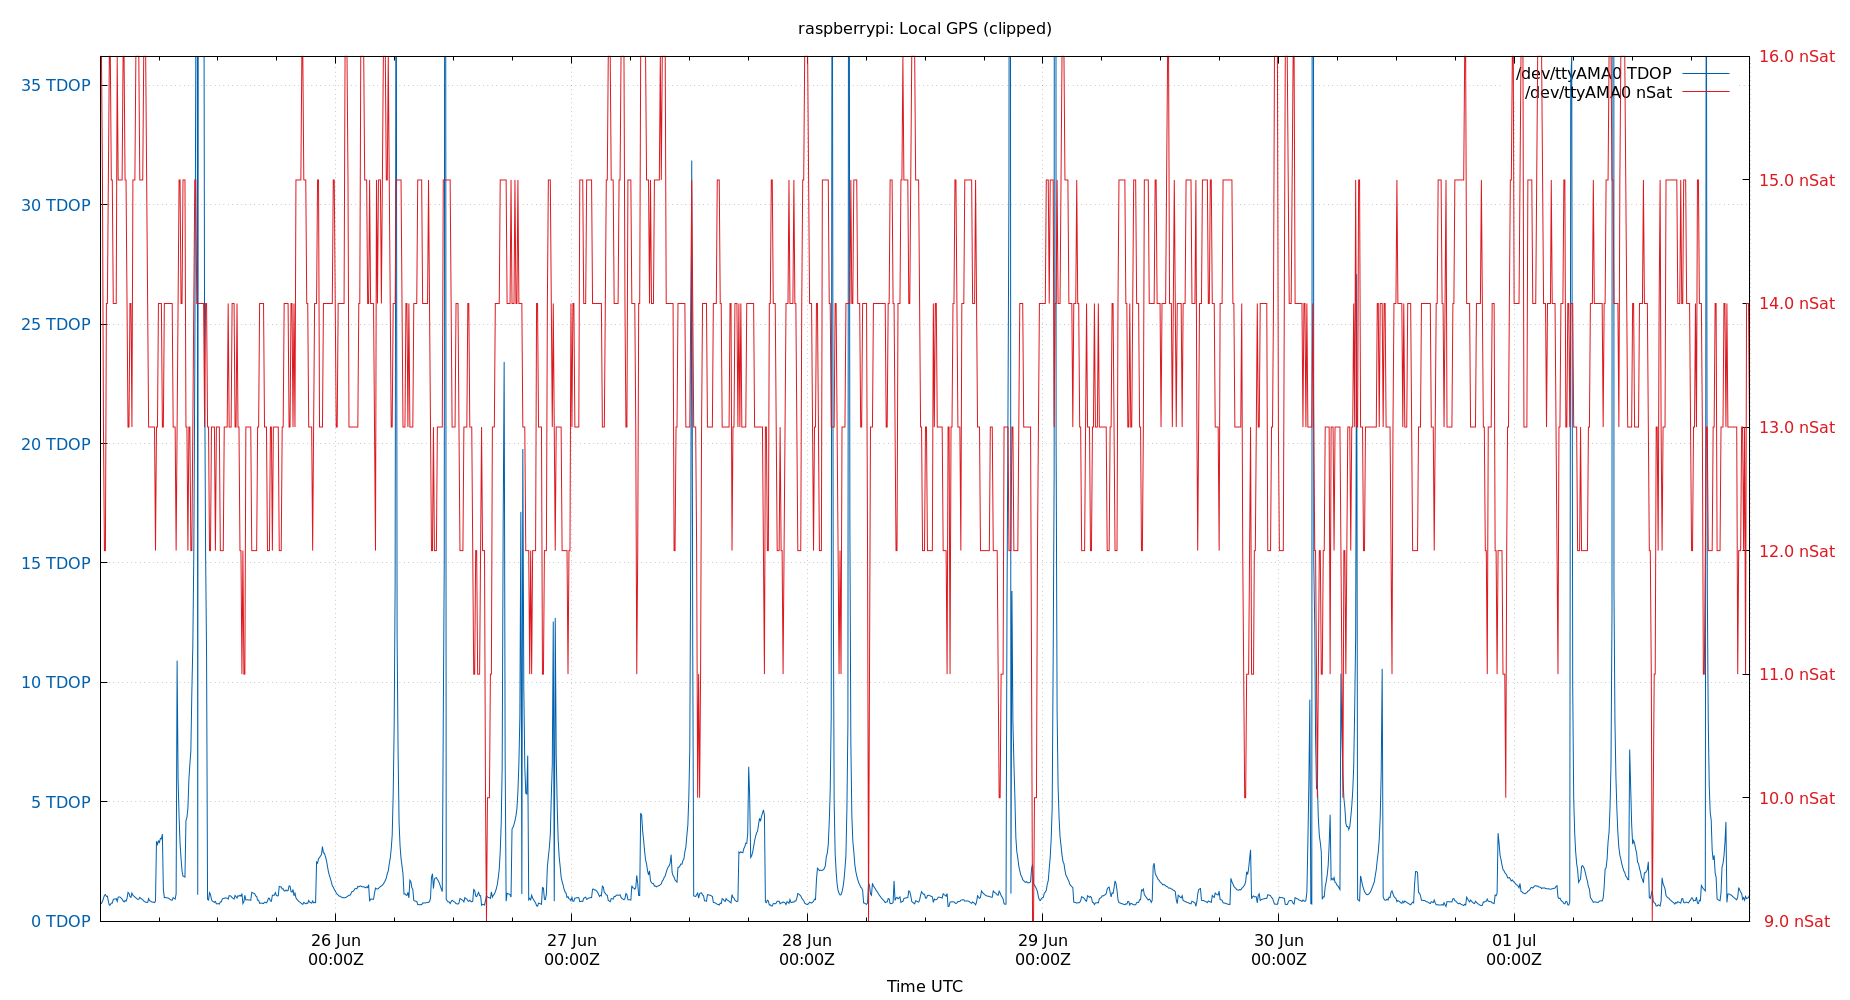 raspberrypi: Local GPS (clipped)
/dev/ttyAMA0 TDOP
/dev/ttyAMA0 nSat
35 TDOP
30 TDOP
25 TDOP
20 TDOP
15 TDOP
10 TDOP
5 TDOP
0 TDOP
16.0 nSat
15.0 nSat
14.0 nSat
13.0 nSat
12.0 nSat
11.0 nSat
10.0 nSat
9.0 nSat
26 Jun
00:00Z
27 Jun
00:00Z
28 Jun
00:00Z
29 Jun
00:00Z
30 Jun
00:00Z
01 Jul
00:00Z
Time UTC